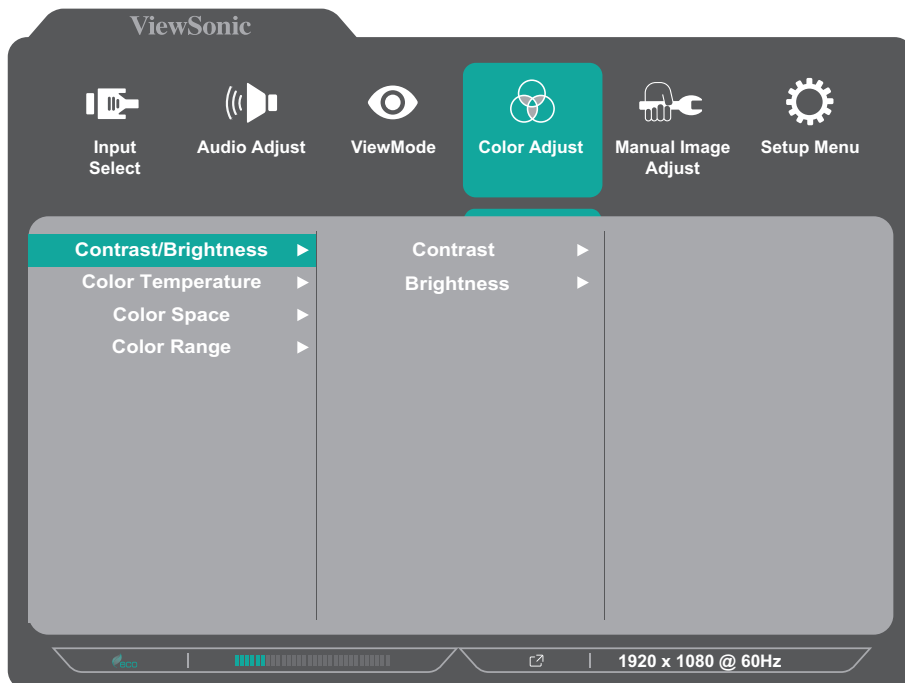 ViewSonic
Input
Select
Audio Adjust
ViewMode
Color Adjust
Manual Image
Adjust
Setup Menu
Contrast/Brightness
Color Temperature
Color Space
Color Range
Contrast
Brightness
eco
1920 x 1080 @ 60Hz